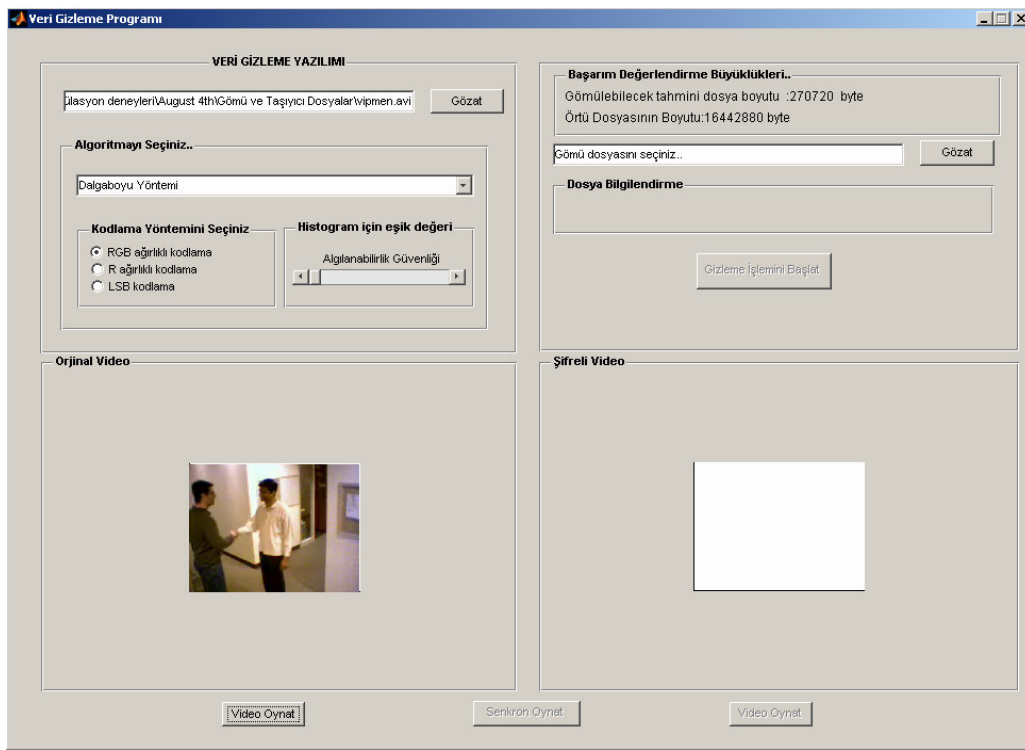 Veri Gizleme Programı
VERİ GİZLEME YAZILIMI
ülasyon deneyleri\August 4th\Gömü ve Taşıyıcı Dosyalar\vipmen.avi
Gözat
Algoritmayı Seçiniz..
Dalgaboyu Yöntemi
Kodlama Yöntemini Seçiniz
RGB ağırlıklı kodlama
R ağırlıklı kodlama
LSB kodlama
Histogram için eşik değeri
Algılanabilirlik Güvenliği
Başarım Değerlendirme Büyüklükleri..
Gömülebilecek tahmini dosya boyutu :270720 byte
Örtü Dosyasının Boyutu:16442880 byte
Gömü dosyasını seçiniz..
Gözat
Dosya Bilgilendirme
Gizleme İşlemini Başlat
Orjinal Video
Şifreli Video
Video Oynat
Senkron Oynat
Video Oynat